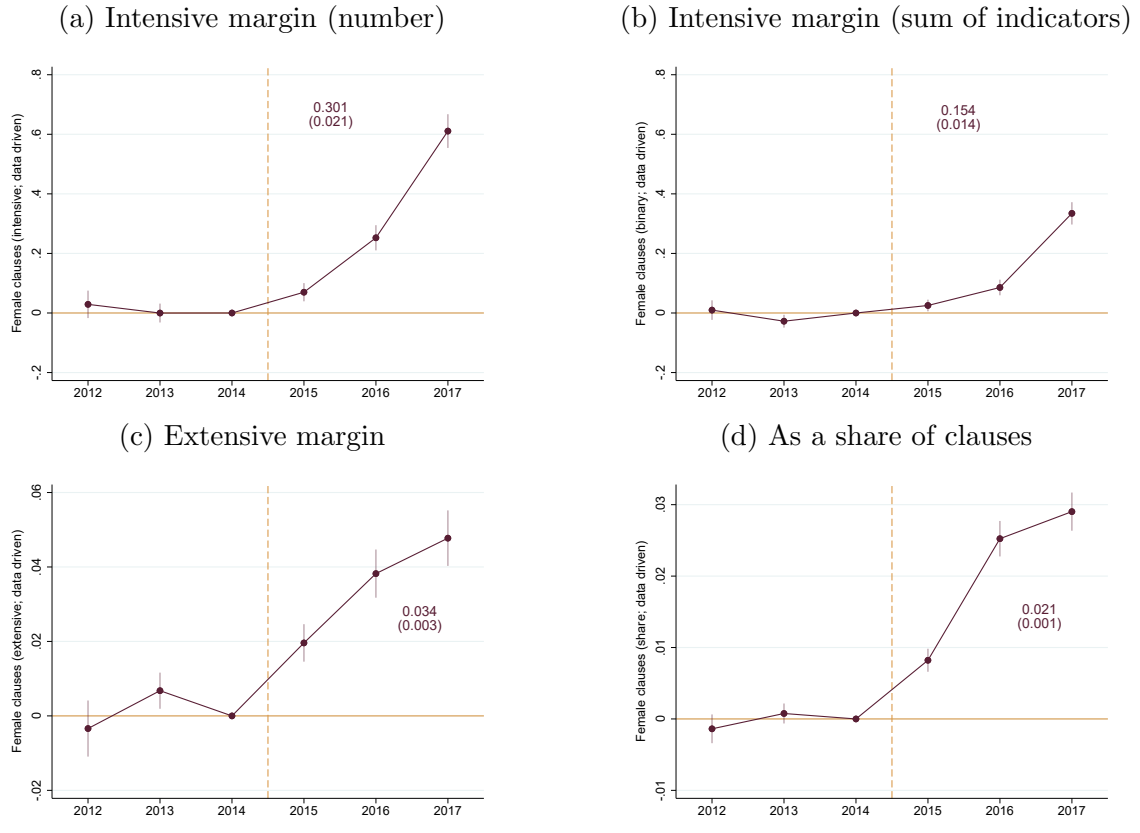 (a) Intensive margin (number)
Female clauses (intensive; data driven)
.8
.6
.4
.2
0
-.2
0.301
(0.021)
2012 2013 2014 2015 2016 2017
(b) Intensive margin (sum of indicators)
Female clauses (binary; data driven)
.8
.6
.4
.2
0
-.2
0.154
(0.014)
2012 2013 2014 2015 2016 2017
(c) Extensive margin
Female clauses (extensive; data driven)
.06
.04
.02
0
-.02
0.034
(0.003)
2012 2013 2014 2015 2016 2017
(d) As a share of clauses
Female clauses (share; data driven)
.03
.02
.01
0
-.01
0.021
(0.001)
2012 2013 2014 2015 2016 2017